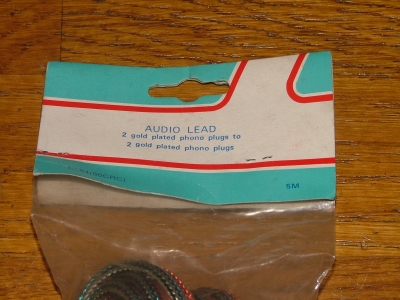 AUDIO LEAD
2 gold plated phono plugs to
2 gold plated phono plugs
5M